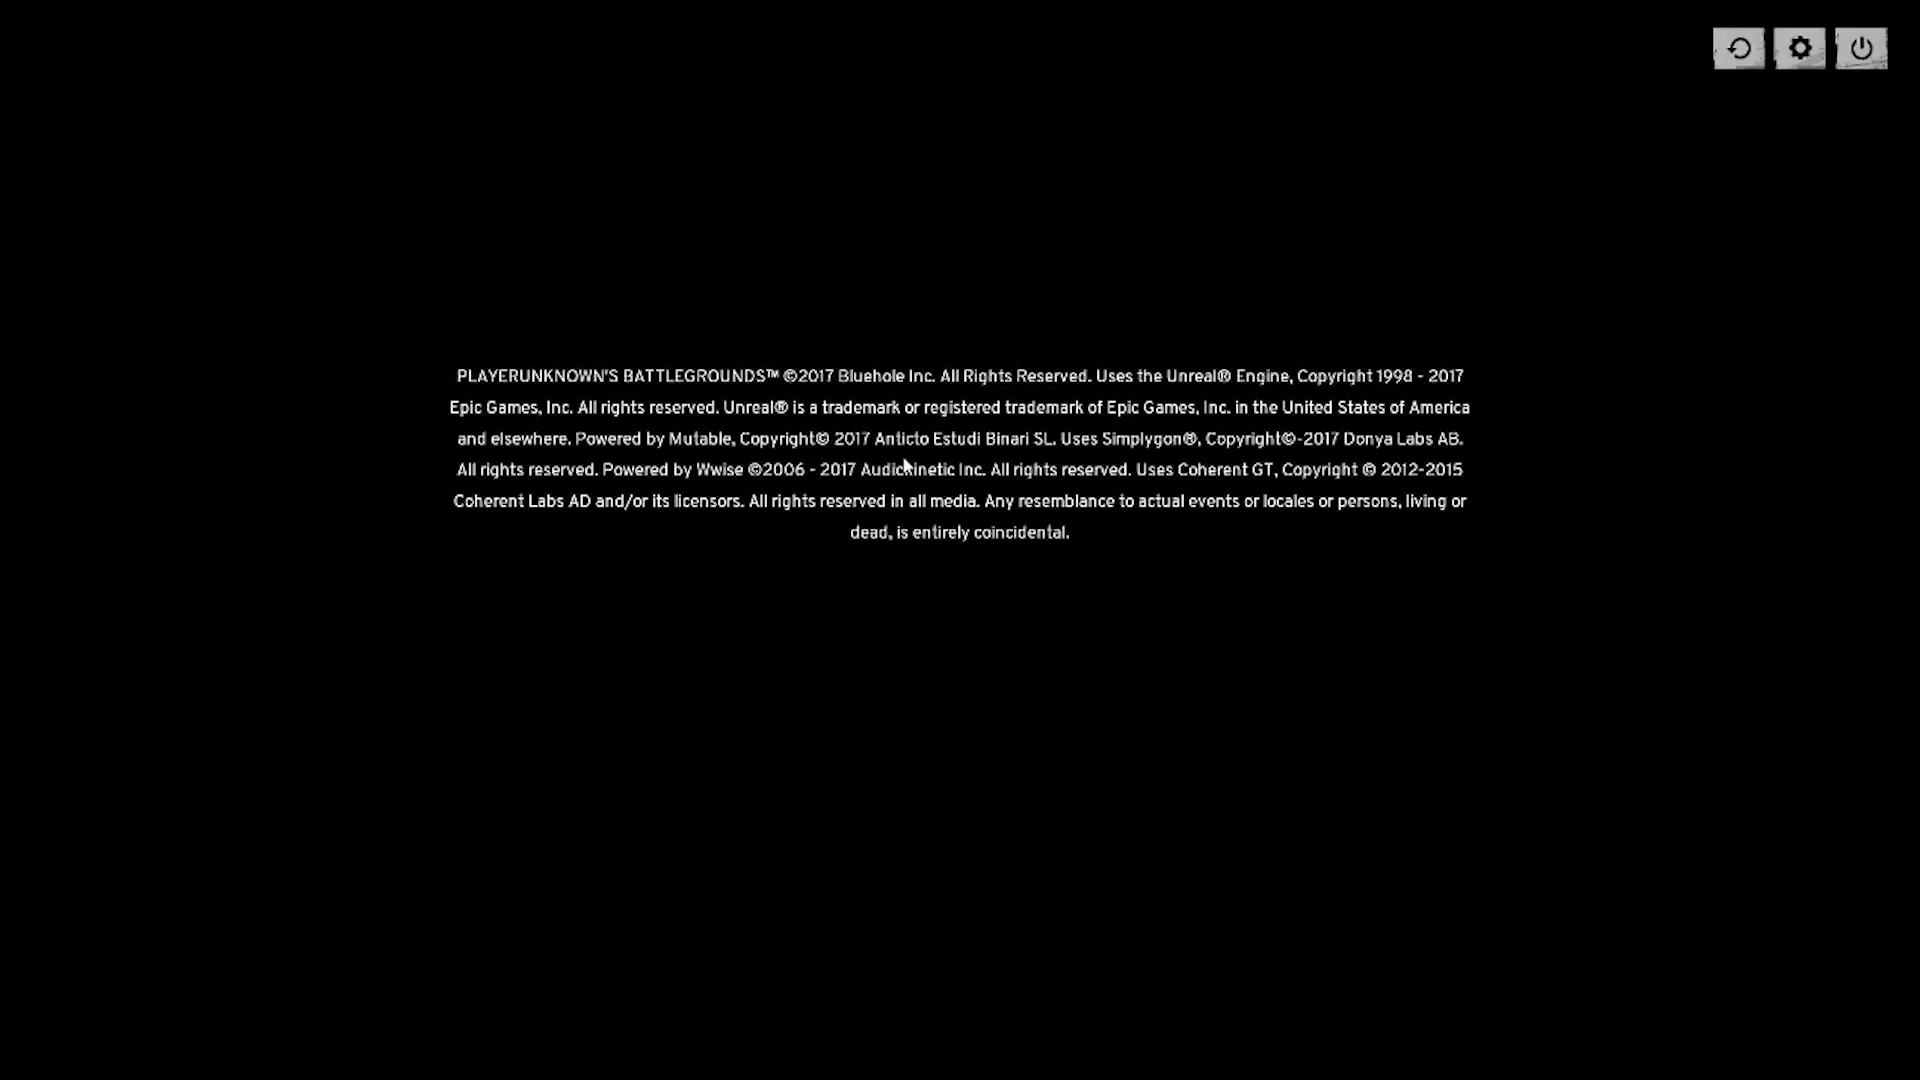 PLAYERUNKNOWN'S BATTLEGROUNDS™ ©2017 Bluehole Inc. All Rights Reserved. Uses the Unreal® Engine, Copyright 1998 - 2017
Epic Games, Inc. All rights reserved. Unreal® is a trademark or registered trademark of Epic Games, Inc. in the United States of America
and elsewhere. Powered by Mutable, Copyright© 2017 Anticto Estudi Binari SL. Uses Simplygon®, Copyright©-2017 Donya Labs AB.
All rights reserved. Powered by Wwise ©2006 - 2017 Audiokinetic Inc. All rights reserved. Uses Coherent GT, Copyright © 2012-2015
Coherent Labs AD and/or its licensors. All rights reserved in all media. Any resemblance to actual events or locales or persons, living or
dead, is entirely coincidental.